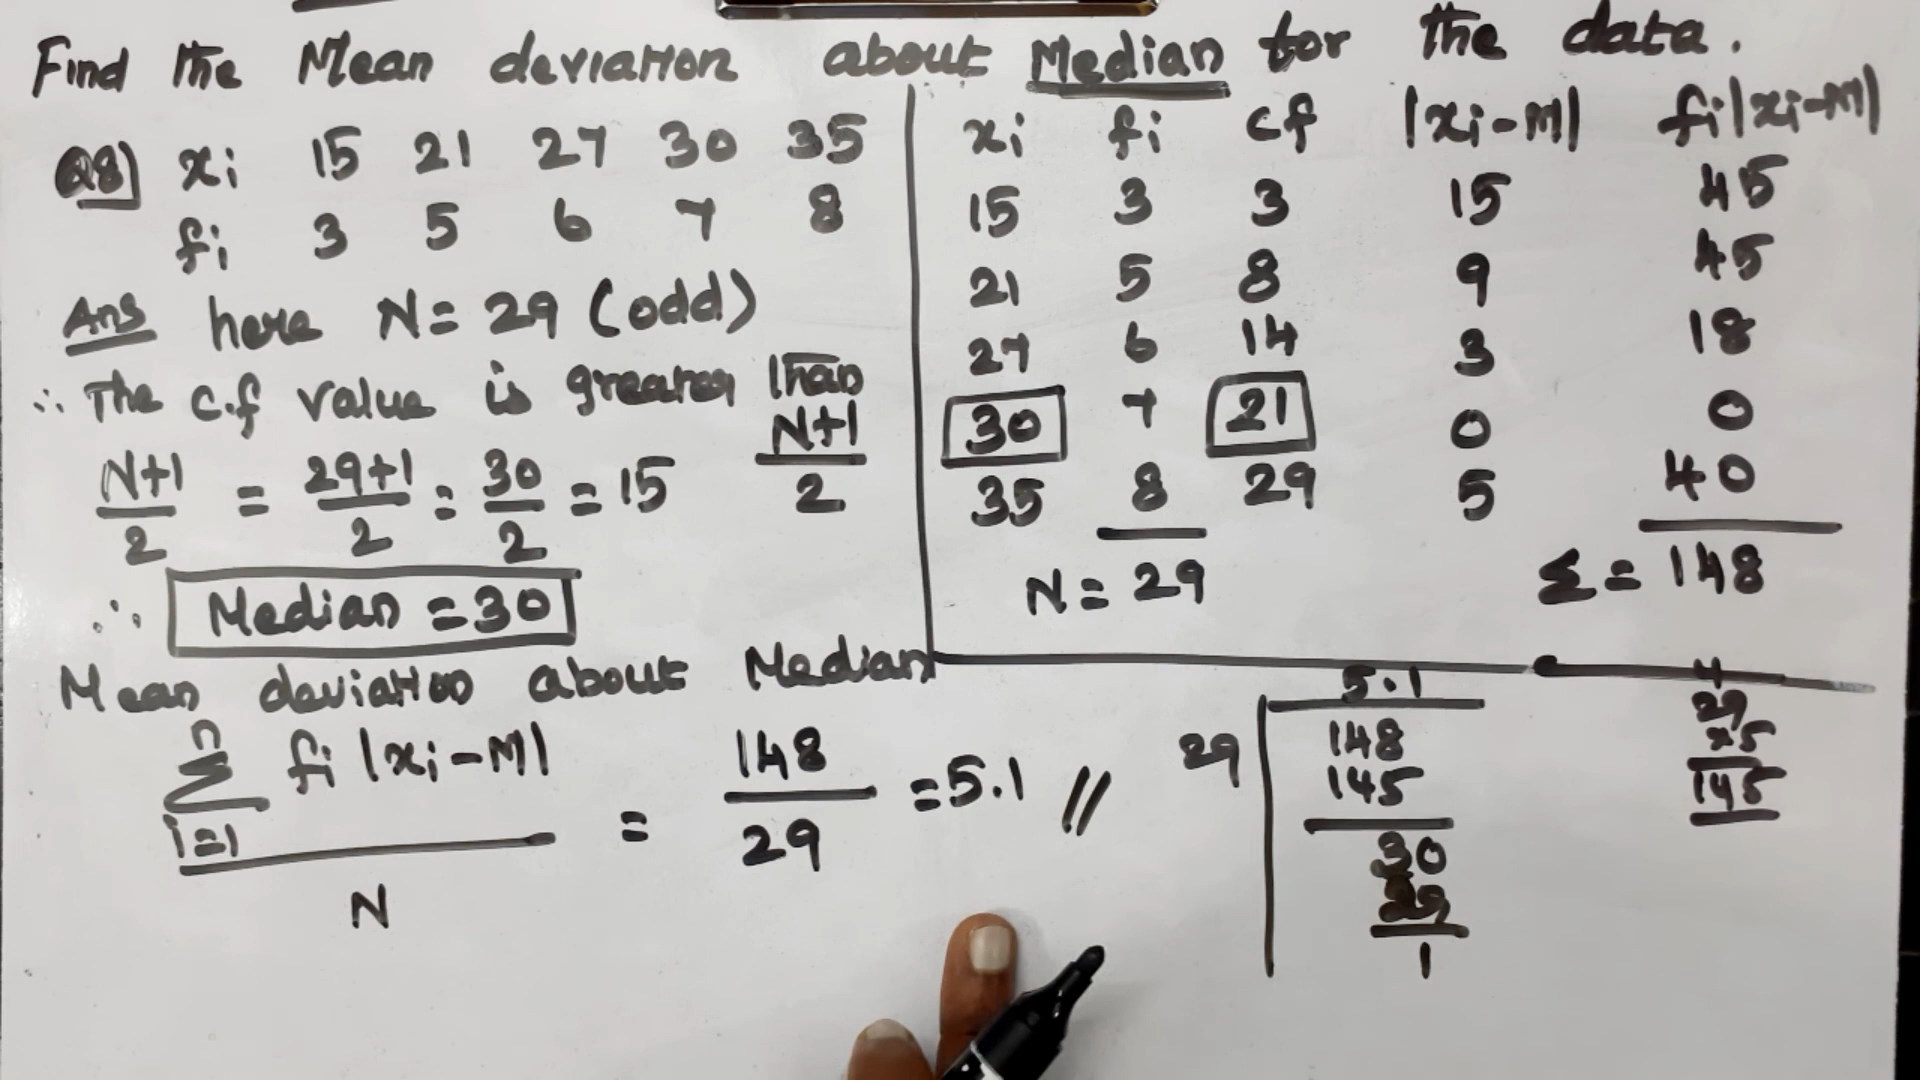 Find the Mean deviation about Median for the data.
Q8) xi 15 21 27 30 35
fi 3 5 6 7 8
Ans here N = 29 (odd)
∴ The c.f value is greater than N+1/2
N+1/2 = 29+1/2 = 30/2 = 15
∴ Median = 30
xi fi cf |xi-M| fi|xi-M|
15 3 3 15 45
21 5 8 9 45
27 6 14 3 18
30 7 21 0 0
35 8 29 5 40
N = 29 Σ = 148
Mean deviation about Median
n
Σ fi |xi-M|
i=1
N
= 148/29 = 5.1 //
5.1
29 148
145
30
29
1
4
29
x5
145